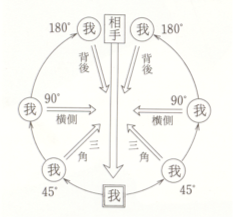 180° 我 相手 我 180°
背後 背後
90° 90°
我 横側 横側 我
三角 三角
我 我
45° 我 45°